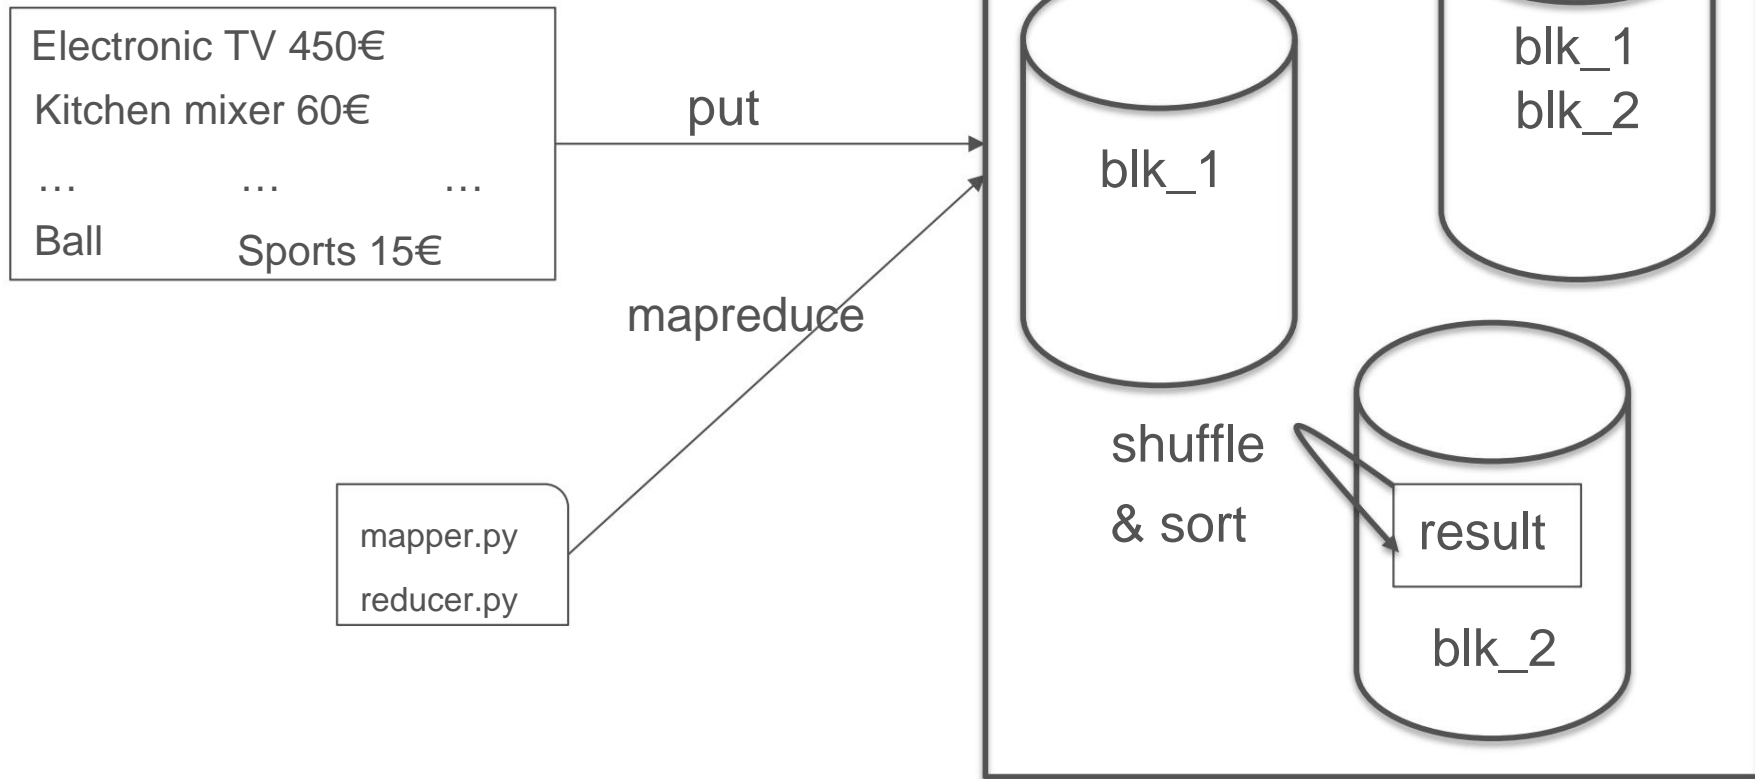 Electronic TV 450€
Kitchen mixer 60€
… … …
Ball Sports 15€
put
mapreduce
mapper.py
reducer.py
blk_1
blk_1
blk_2
shuffle
& sort
result
blk_2